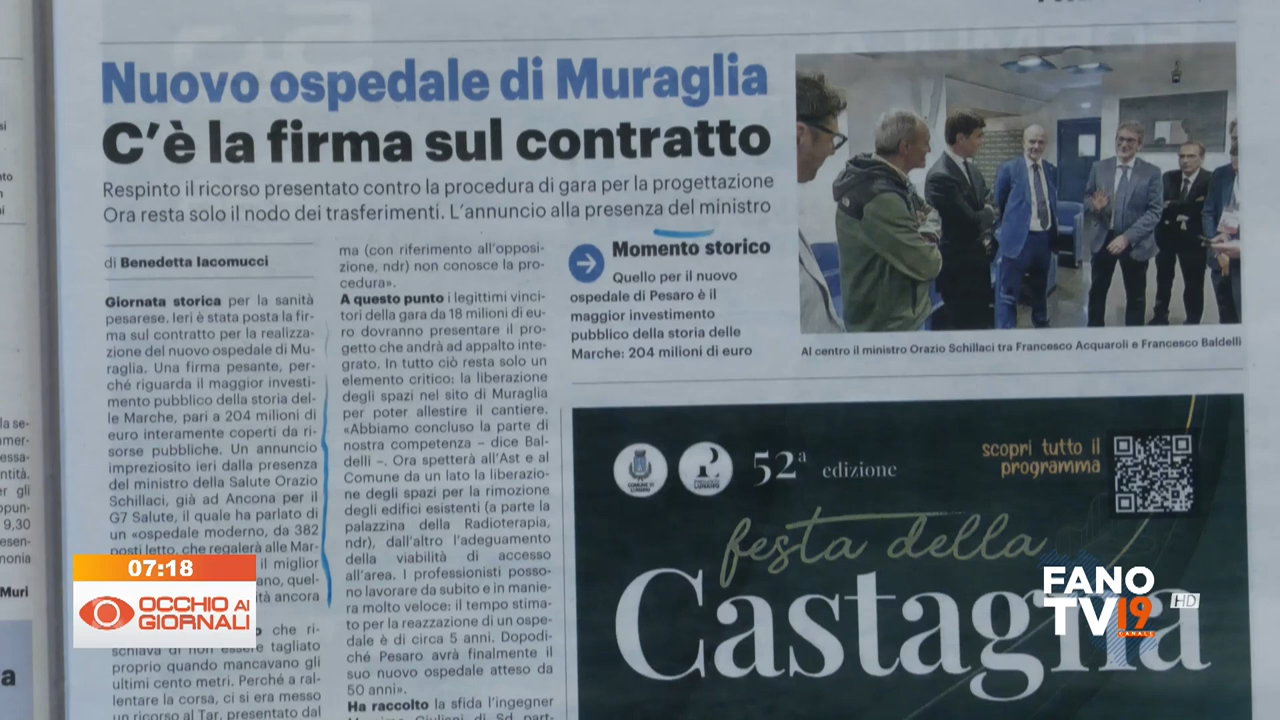 Nuovo ospedale di Muraglia
C'è la firma sul contratto
Respinto il ricorso presentato contro la procedura di gara per la progettazione
Ora resta solo il nodo dei trasferimenti. L'annuncio alla presenza del ministro
di Benedetta Iacomucci
Giornata storica per la sanità
pesarese. Ieri è stata posta la fir-
ma sul contratto per la realizza-
zione del nuovo ospedale di Mu-
raglia. Una firma pesante, per-
ché riguarda il maggior investi-
mento pubblico della storia del-
le Marche, pari a 204 milioni di
euro interamente coperti da ri-
sorse pubbliche. Un annuncio
impreziosito ieri dalla presenza
del ministro della Salute Orazio
Schillaci, già ad Ancona per il
G7 Salute, il quale ha parlato di
un «ospedale moderno, da 382
posti letto, che regalerà alle Mar-
il miglior
ano, quel-
ità ancora
che ri-
schiava di non essere tagliato
proprio quando mancavano gli
ultimi cento metri. Perché a ral-
lentare la corsa, ci si era messo
un ricorso al Tar, presentato dal
ma (con riferimento all'opposi-
zione, ndr) non conosce la pro-
cedura».
A questo punto i legittimi vinci-
tori della gara da 18 milioni di eu-
ro dovranno presentare il pro-
getto che andrà ad appalto inte-
grato. In tutto ciò resta solo un
elemento critico: la liberazione
degli spazi nel sito di Muraglia
per poter allestire il cantiere.
«Abbiamo concluso la parte di
nostra competenza – dice Bal-
delli –. Ora spetterà all'Ast e al
Comune da un lato la liberazio-
ne degli spazi per la rimozione
degli edifici esistenti (a parte la
palazzina della Radioterapia,
ndr), dall'altro l'adeguamento
della viabilità di accesso
all'area. I professionisti posso-
no lavorare da subito e in manie-
ra molto veloce: il tempo stima-
to per la reazzazione di un ospe-
dale è di circa 5 anni. Dopodi-
ché Pesaro avrà finalmente il
suo nuovo ospedale atteso da
50 anni».
Ha raccolto la sfida l'ingegner
Momento storico
Quello per il nuovo
ospedale di Pesaro è il
maggior investimento
pubblico della storia delle
Marche: 204 milioni di euro
Al centro il ministro Orazio Schillaci tra Francesco Acquaroli e Francesco Baldelli
52ª edizione
scopri tutto il
programma
festa della
Castagna
07:18
OCCHIO AI
GIORNALI
FANO
TV19
CANALE
HD
Muri
9,30